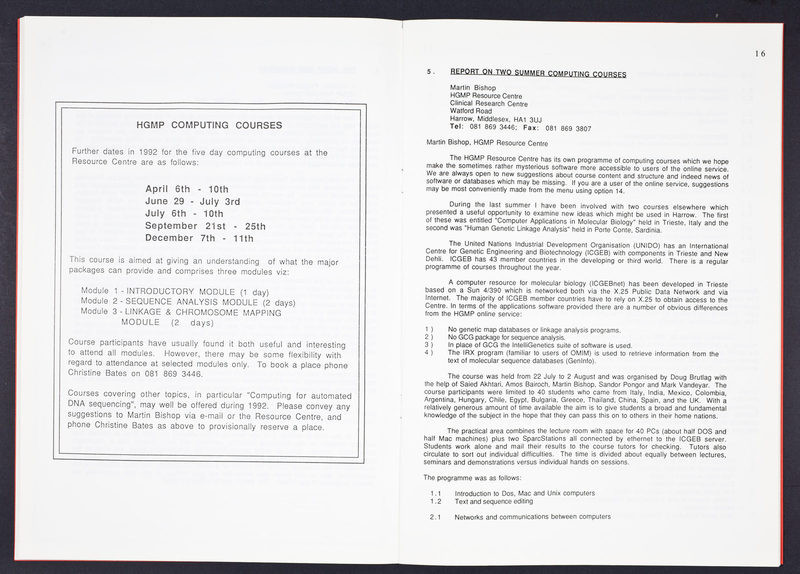 HGMP COMPUTING COURSES
Further dates in 1992 for the five day computing courses at the
Resource Centre are as follows:
April 6th - 10th
June 29 - July 3rd
July 6th - 10th
September 21st - 25th
December 7th - 11th
This course is aimed at giving an understanding of what the major
packages can provide and comprises three modules viz:
Module 1 - INTRODUCTORY MODULE (1 day)
Module 2 - SEQUENCE ANALYSIS MODULE (2 days)
Module 3 - LINKAGE & CHROMOSOME MAPPING
MODULE (2 days)
Course participants have usually found it both useful and interesting
to attend all modules. However, there may be some flexibility with
regard to attendance at selected modules only. To book a place phone
Christine Bates on 081 869 3446.
Courses covering other topics, in particular "Computing for automated
DNA sequencing", may well be offered during 1992. Please convey any
suggestions to Martin Bishop via e-mail or the Resource Centre, and
phone Christine Bates as above to provisionally reserve a place.
16
5. REPORT ON TWO SUMMER COMPUTING COURSES
Martin Bishop
HGMP Resource Centre
Clinical Research Centre
Watford Road
Harrow, Middlesex, HA1 3UJ
Tel: 081 869 3446; Fax: 081 869 3807
Martin Bishop, HGMP Resource Centre
The HGMP Resource Centre has its own programme of computing courses which we hope
make the sometimes rather mysterious software more accessible to users of the online service.
We are always open to new suggestions about course content and structure and indeed news of
software or databases which may be missing. If you are a user of the online service, suggestions
may be most conveniently made from the menu using option 14.
During the last summer I have been involved with two courses elsewhere which
presented a useful opportunity to examine new ideas which might be used in Harrow. The first
of these was entitled "Computer Applications in Molecular Biology" held in Trieste, Italy and the
second was "Human Genetic Linkage Analysis" held in Porte Conte, Sardinia.
The United Nations Industrial Development Organisation (UNIDO) has an International
Centre for Genetic Engineering and Biotechnology (ICGEB) with components in Trieste and New
Dehli. ICGEB has 43 member countries in the developing or third world. There is a regular
programme of courses throughout the year.
A computer resource for molecular biology (ICGEBnet) has been developed in Trieste
based on a Sun 4/390 which is networked both via the X.25 Public Data Network and via
Internet. The majority of ICGEB member countries have to rely on X.25 to obtain access to the
Centre. In terms of the applications software provided there are a number of obvious differences
from the HGMP online service:
1) No genetic map databases or linkage analysis programs.
2) No GCG package for sequence analysis.
3) In place of GCG the IntelliGenetics suite of software is used.
4) The IRX program (familiar to users of OMIM) is used to retrieve information from the
text of molecular sequence databases (GenInfo).
The course was held from 22 July to 2 August and was organised by Doug Brutlag with
the help of Saied Akhtari, Amos Bairoch, Martin Bishop, Sandor Pongor and Mark Vandeyar. The
course participants were limited to 40 students who came from Italy, India, Mexico, Colombia,
Argentina, Hungary, Chile, Egypt, Bulgaria, Greece, Thailand, China, Spain, and the UK. With a
relatively generous amount of time available the aim is to give students a broad and fundamental
knowledge of the subject in the hope that they can pass this on to others in their home nations.
The practical area combines the lecture room with space for 40 PCs (about half DOS and
half Mac machines) plus two SparcStations all connected by ethernet to the ICGEB server.
Students work alone and mail their results to the course tutors for checking. Tutors also
circulate to sort out individual difficulties. The time is divided about equally between lectures,
seminars and demonstrations versus individual hands on sessions.
The programme was as follows:
1.1 Introduction to Dos, Mac and Unix computers
1.2 Text and sequence editing
2.1 Networks and communications between computers